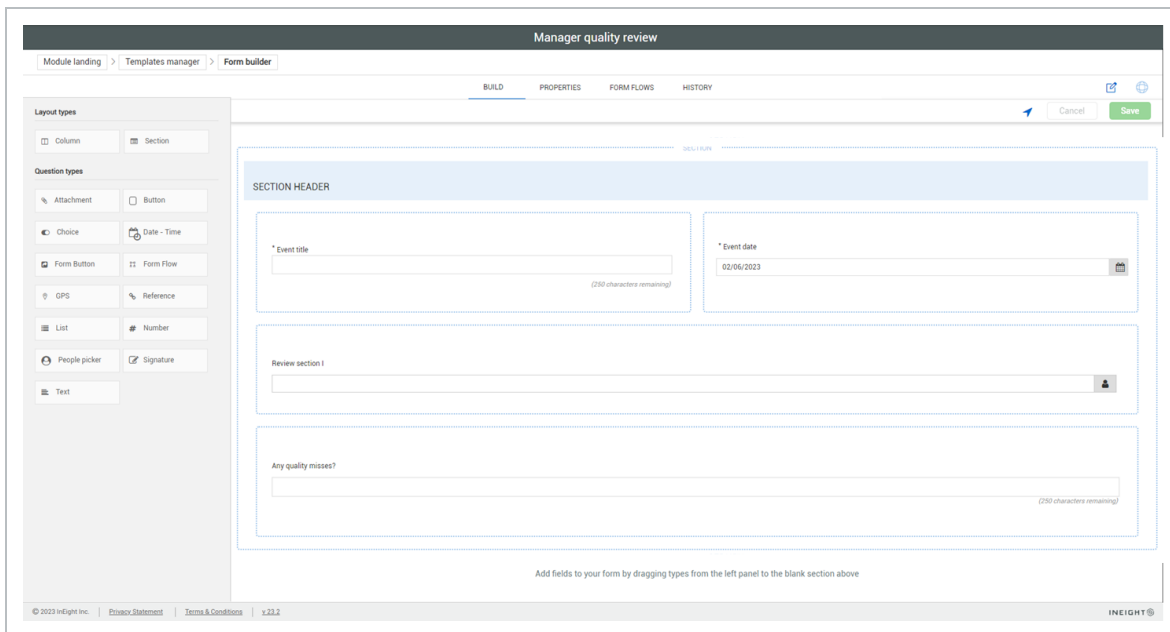 Manager quality review
Module landing > Templates manager > Form builder
BUILD PROPERTIES FORM FLOWS HISTORY
Cancel Save
Layout types
Column Section
Question types
Attachment Button
Choice Date - Time
Form Button Form Flow
GPS Reference
List Number
People picker Signature
Text
SECTION
SECTION HEADER
* Event title
(250 characters remaining)
* Event date
02/06/2023
Review section I
Any quality misses?
(250 characters remaining)
Add fields to your form by dragging types from the left panel to the blank section above
© 2023 InEight Inc. | Privacy Statement | Terms & Conditions | v 23.2
INEIGHT